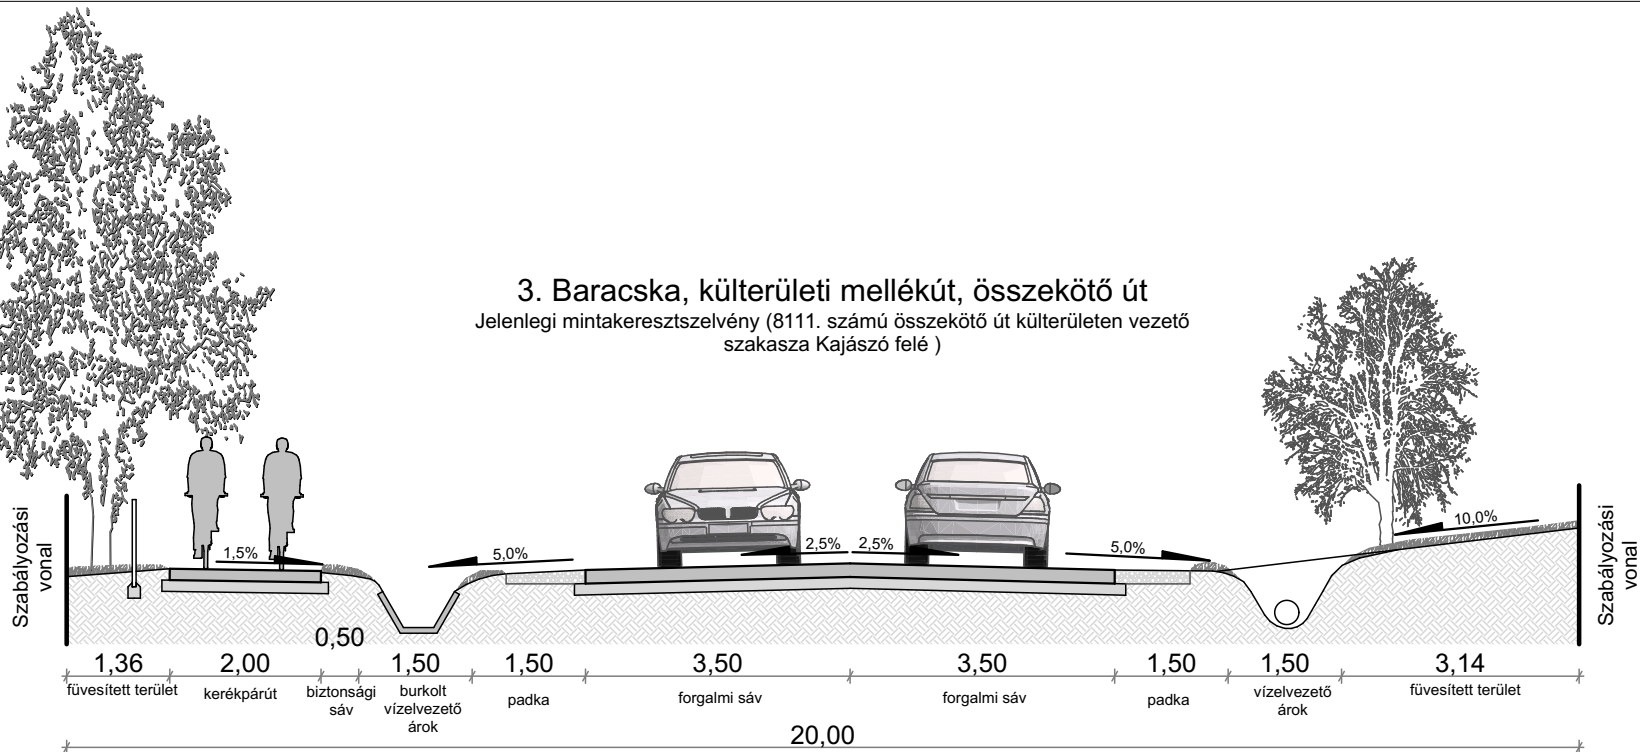 3. Baracska, külterületi mellékút, összekötő út
Jelenlegi mintakeresztszelvény (8111. számú összekötő út külterületen vezető
szakasza Kajászó felé )
Szabályozási
vonal
1,5%
5,0%
2,5%
2,5%
5,0%
10,0%
Szabályozási
vonal
0,50
1,36
2,00
1,50
1,50
3,50
3,50
1,50
1,50
3,14
füvesített terület
kerékpárút
biztonsági
sáv
burkolt
vízelvezető
árok
padka
forgalmi sáv
forgalmi sáv
padka
vízelvezető
árok
füvesített terület
20,00